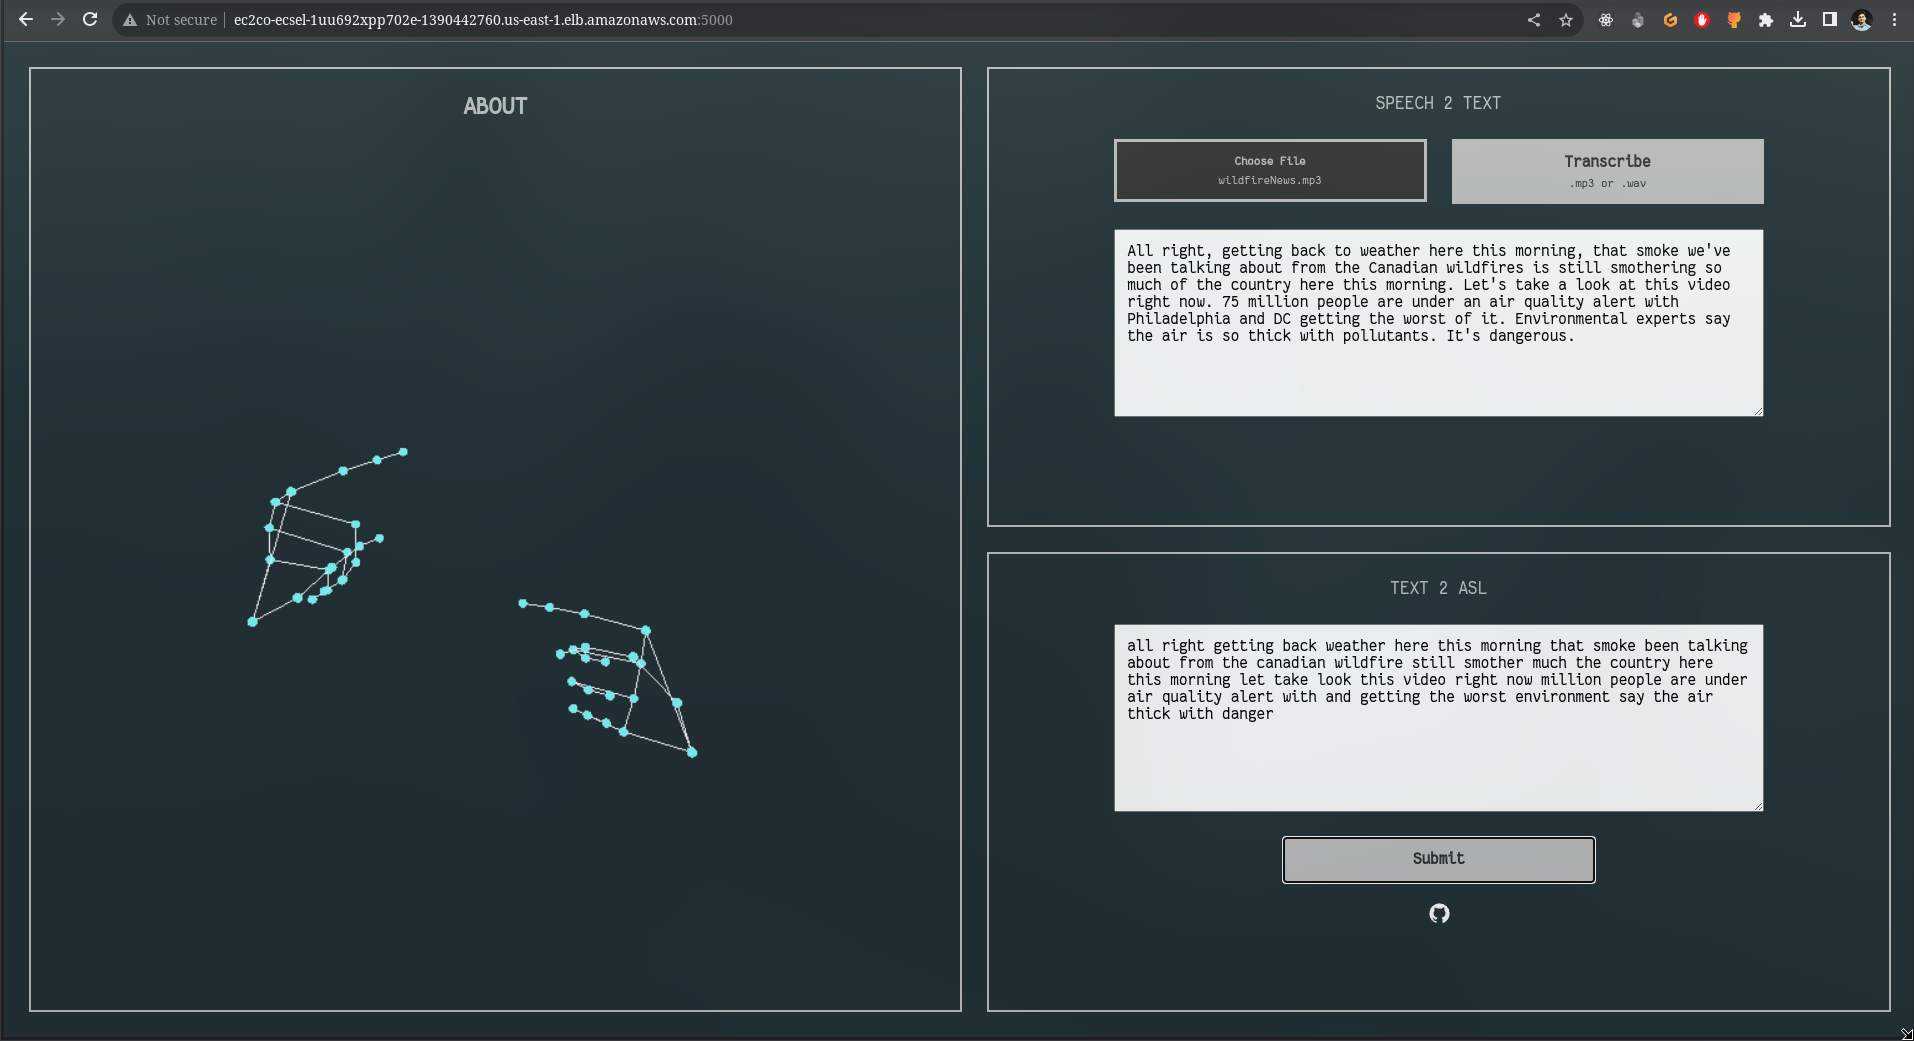 Not secure
ec2co-ecsel-1uu692xpp702e-1390442760.us-east-1.elb.amazonaws.com:5000
ABOUT
SPEECH 2 TEXT
Choose File
wildfireNews.mp3
Transcribe
.mp3 or .wav
All right, getting back to weather here this morning, that smoke we've
been talking about from the Canadian wildfires is still smothering so
much of the country here this morning. Let's take a look at this video
right now. 75 million people are under an air quality alert with
Philadelphia and DC getting the worst of it. Environmental experts say
the air is so thick with pollutants. It's dangerous.
TEXT 2 ASL
all right getting back weather here this morning that smoke been talking
about from the canadian wildfire still smother much the country here
this morning let take look this video right now million people are under
air quality alert with and getting the worst environment say the air
thick with danger
Submit